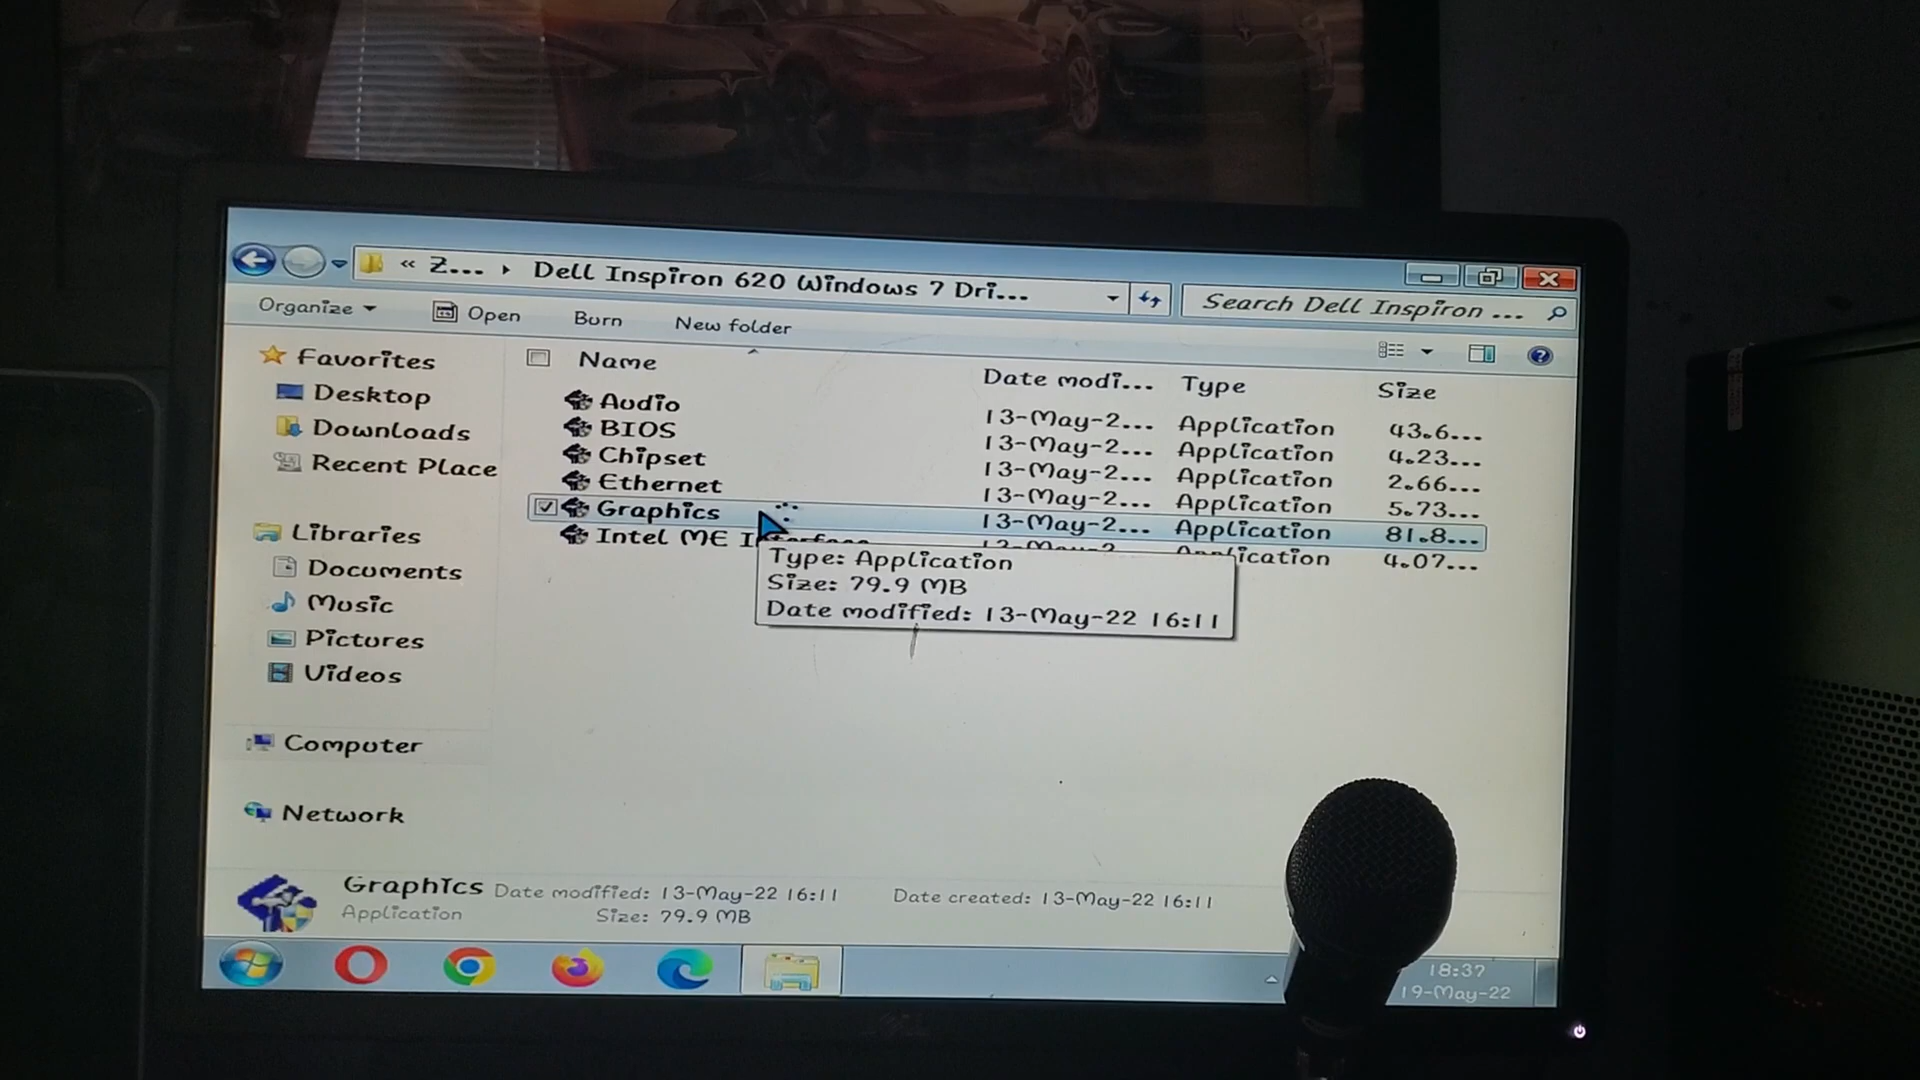 « Z... ▸ Dell Inspiron 620 Windows 7 Dri...
Search Dell Inspiron ...
Organize Open Burn New folder
Favorites
Desktop
Downloads
Recent Place
Libraries
Documents
Music
Pictures
Videos
Computer
Network
Name Date modi... Type Size
Audio 13-May-2... Application 43.6...
BIOS 13-May-2... Application 4.23...
Chipset 13-May-2... Application 2.66...
Ethernet 13-May-2... Application 5.73...
Graphics 13-May-2... Application 81.8...
Intel ME Interface 13-May-2... Application 4.07...
Type: Application
Size: 79.9 MB
Date modified: 13-May-22 16:11
Graphics Date modified: 13-May-22 16:11 Date created: 13-May-22 16:11
Application Size: 79.9 MB
18:37
19-May-22